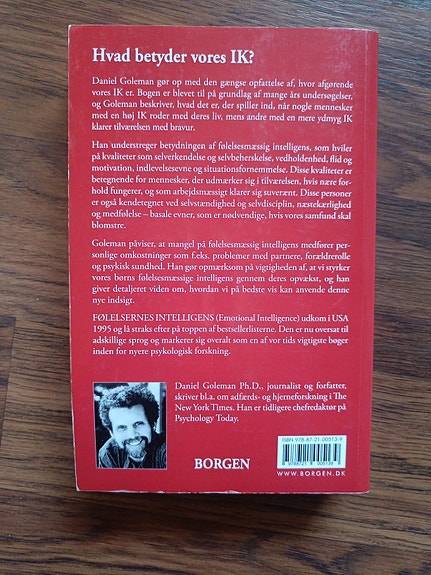 Hvad betyder vores IK?
Daniel Goleman gør op med den gængse opfattelse af, hvor afgørende
vores IK er. Bogen er blevet til på grundlag af mange års undersøgelser,
og Goleman beskriver, hvad det er, der spiller ind, når nogle mennesker
med en høj IK roder med deres liv, mens andre med en mere ydmyg IK
klarer tilværelsen med bravur.
Han understreger betydningen af følelsesmæssig intelligens, som hviler
på kvaliteter som selverkendelse og selvbeherskelse, vedholdenhed, flid og
motivation, indlevelsesevne og situationsfornemmelse. Disse kvaliteter er
betegnende for mennesker, der udmærker sig i tilværelsen, hvis nære for-
hold fungerer, og som arbejdsmæssigt klarer sig suverænt. Disse personer
er også kendetegnet ved selvstændighed og selvdisciplin, næstekærlighed
og medfølelse – basale evner, som er nødvendige, hvis vores samfund skal
blomstre.
Goleman påviser, at mangel på følelsesmæssig intelligens medfører per-
sonlige omkostninger som f.eks. problemer med partnere, forældrerolle
og psykisk sundhed. Han gør opmærksom på vigtigheden af, at vi styrker
vores børns følelsesmæssige intelligens gennem deres opvækst, og han
giver detaljeret viden om, hvordan vi på bedste vis kan anvende denne
nye indsigt.
FØLELSERNES INTELLIGENS (Emotional Intelligence) udkom i USA
1995 og lå straks efter på toppen af bestsellerlisterne. Den er nu oversat til
adskillige sprog og markerer sig overalt som en af vor tids vigtigste bøger
inden for nyere psykologisk forskning.
Daniel Goleman Ph.D., journalist og forfatter,
skriver bl.a. om adfærds- og hjerneforskning i The
New York Times. Han er tidligere chefredaktør på
Psychology Today.
ISBN 978-87-21-00513-9
9 788721 005139
BORGEN
WWW.BORGEN.DK